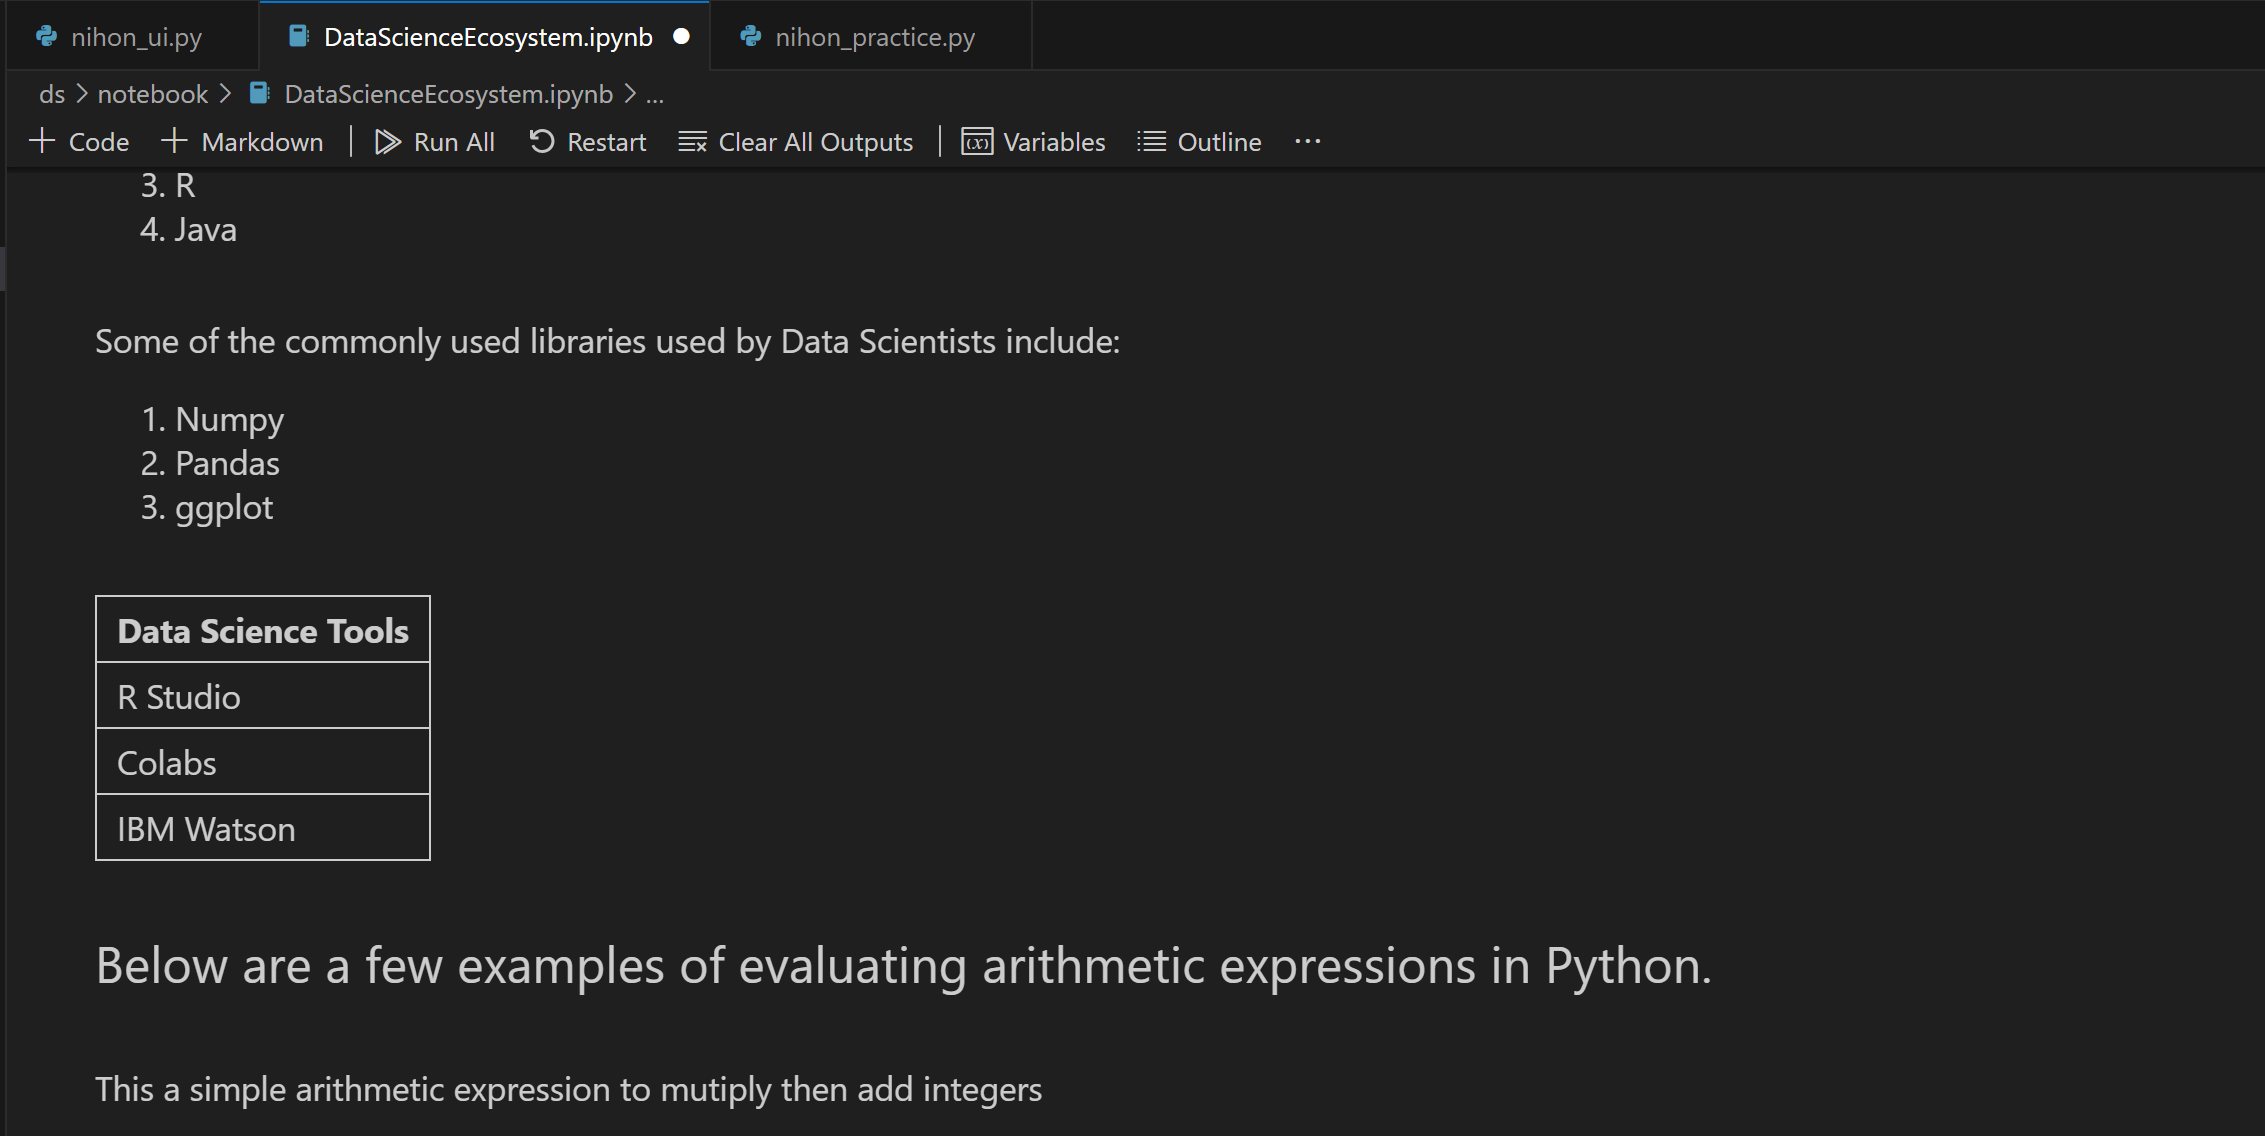 nihon_ui.py DataScienceEcosystem.ipynb nihon_practice.py
ds > notebook > DataScienceEcosystem.ipynb > ...
+ Code + Markdown | Run All Restart Clear All Outputs | (x) Variables Outline ...
3. R
4. Java
Some of the commonly used libraries used by Data Scientists include:
1. Numpy
2. Pandas
3. ggplot
Data Science Tools
R Studio
Colabs
IBM Watson
Below are a few examples of evaluating arithmetic expressions in Python.
This a simple arithmetic expression to mutiply then add integers